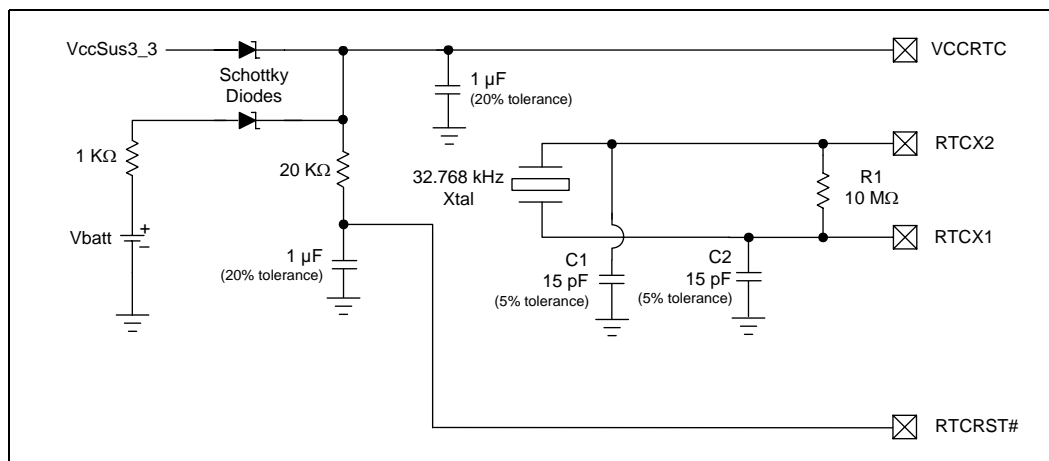 VccSus3_3
VCCRTC
Schottky
Diodes
1 µF
(20% tolerance)
RTCX2
1 KΩ
20 KΩ
32.768 kHz
Xtal
R1
10 MΩ
Vbatt
+
–
RTCX1
1 µF
(20% tolerance)
C1
15 pF
(5% tolerance)
C2
15 pF
(5% tolerance)
RTCRST#